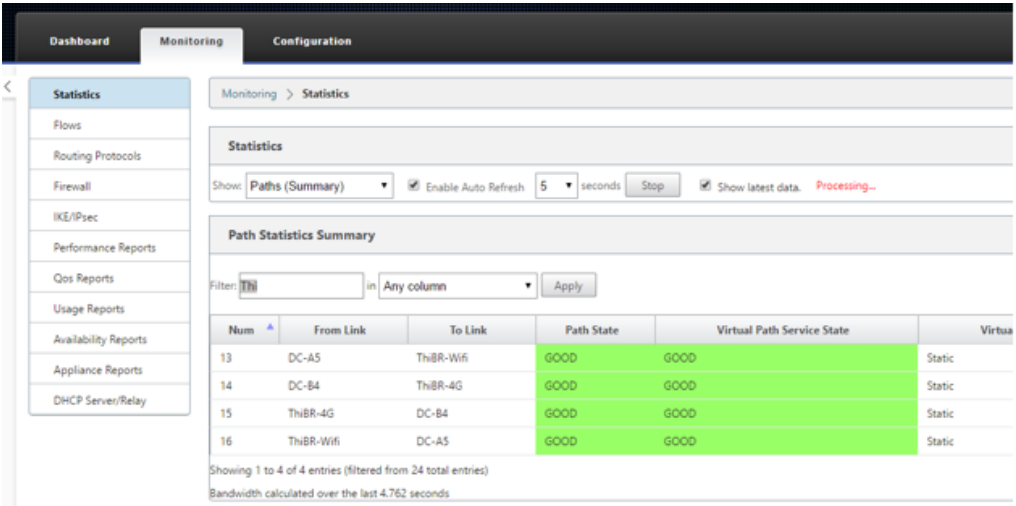 Dashboard Monitoring Configuration
Statistics
Flows
Routing Protocols
Firewall
IKE/IPsec
Performance Reports
Qos Reports
Usage Reports
Availability Reports
Appliance Reports
DHCP Server/Relay
Monitoring > Statistics
Statistics
Show: Paths (Summary) Enable Auto Refresh 5 seconds Stop Show latest data. Processing...
Path Statistics Summary
Filter: Thi in Any column Apply
Num From Link To Link Path State Virtual Path Service State Virtua
13 DC-A5 ThiBR-Wifi GOOD GOOD Static
14 DC-B4 ThiBR-4G GOOD GOOD Static
15 ThiBR-4G DC-B4 GOOD GOOD Static
16 ThiBR-Wifi DC-A5 GOOD GOOD Static
Showing 1 to 4 of 4 entries (filtered from 24 total entries)
Bandwidth calculated over the last 4.762 seconds